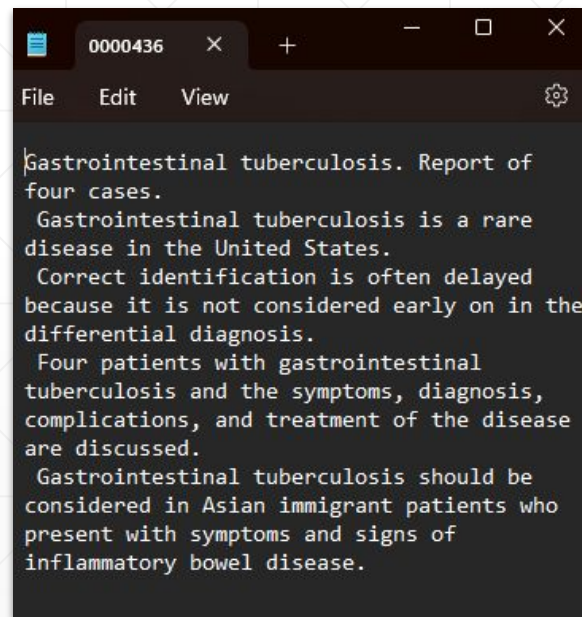 0000436
File Edit View
Gastrointestinal tuberculosis. Report of
four cases.
Gastrointestinal tuberculosis is a rare
disease in the United States.
Correct identification is often delayed
because it is not considered early on in the
differential diagnosis.
Four patients with gastrointestinal
tuberculosis and the symptoms, diagnosis,
complications, and treatment of the disease
are discussed.
Gastrointestinal tuberculosis should be
considered in Asian immigrant patients who
present with symptoms and signs of
inflammatory bowel disease.